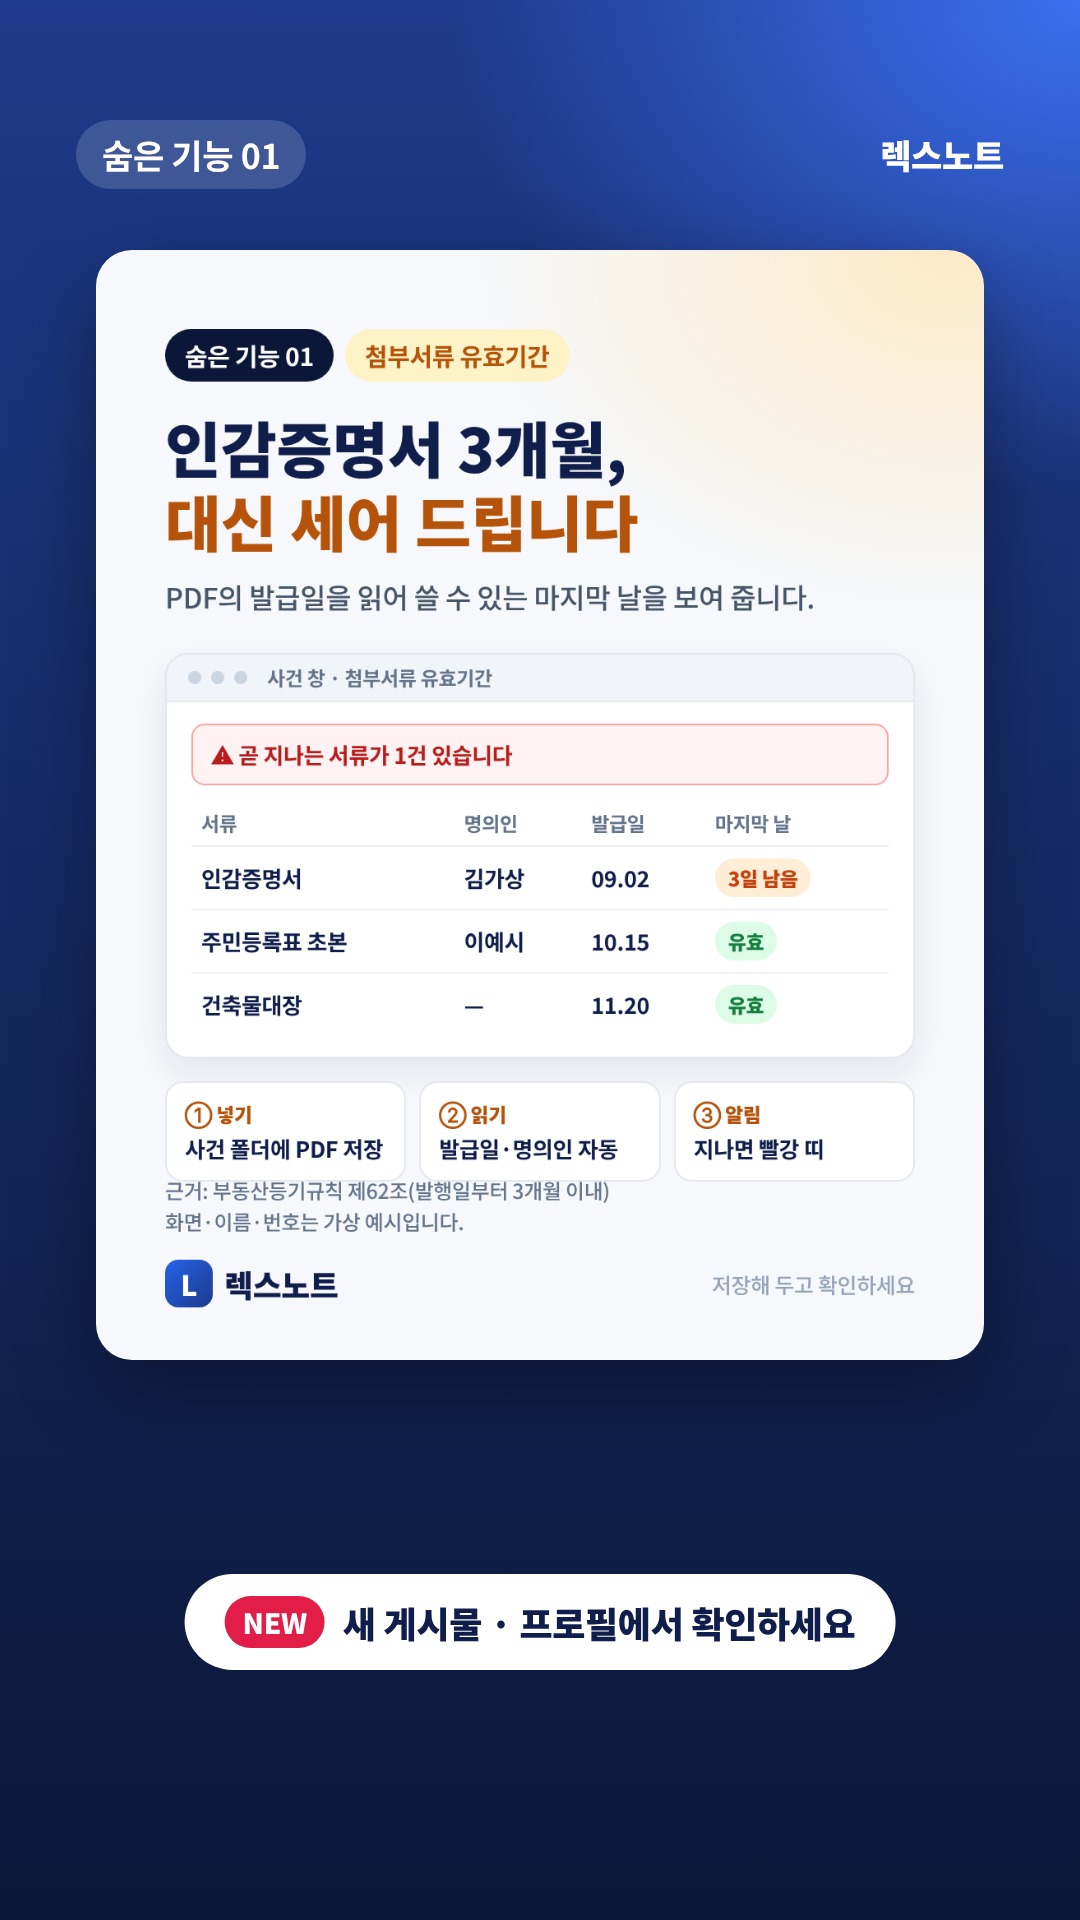 숨은 기능 01
렉스노트
숨은 기능 01
첨부서류 유효기간
인감증명서 3개월,
대신 세어 드립니다
PDF의 발급일을 읽어 쓸 수 있는 마지막 날을 보여 줍니다.
사건 창 · 첨부서류 유효기간
⚠ 곧 지나는 서류가 1건 있습니다
서류 명의인 발급일 마지막 날
인감증명서 김가상 09.02 3일 남음
주민등록표 초본 이예시 10.15 유효
건축물대장 — 11.20 유효
① 넣기
사건 폴더에 PDF 저장
② 읽기
발급일·명의인 자동
③ 알림
지나면 빨강 띠
근거: 부동산등기규칙 제62조(발행일부터 3개월 이내)
화면·이름·번호는 가상 예시입니다.
L 렉스노트
저장해 두고 확인하세요
NEW 새 게시물 · 프로필에서 확인하세요